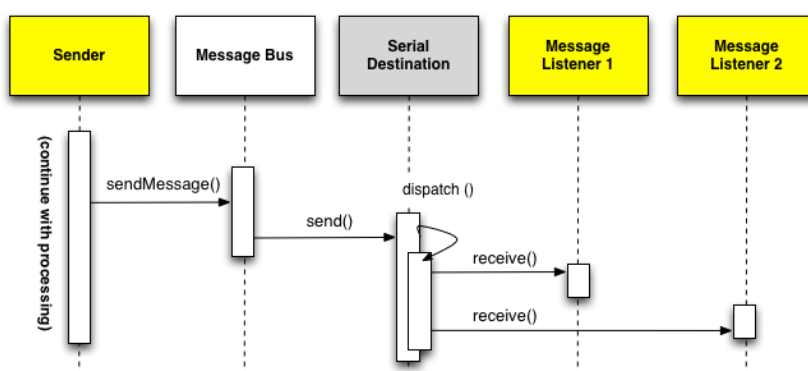 Sender
Message Bus
Serial
Destination
Message
Listener 1
Message
Listener 2
(continue with processing)
sendMessage()
dispatch ()
send()
receive()
receive()